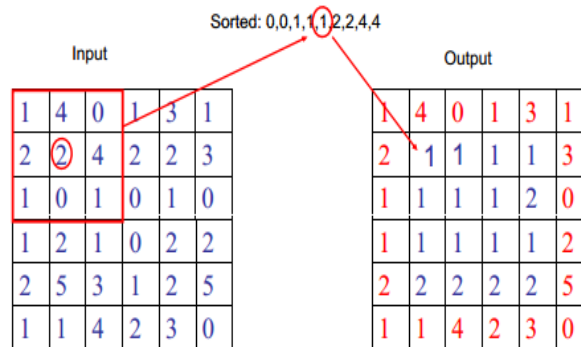 Sorted: 0,0,1,1,1,2,2,4,4
Input
Output
1 4 0 1 3 1
2 2 4 2 2 3
1 0 1 0 1 0
1 2 1 0 2 2
2 5 3 1 2 5
1 1 4 2 3 0
1 4 0 1 3 1
2 1 1 1 1 3
1 1 1 1 2 0
1 1 1 1 1 2
2 2 2 2 2 5
1 1 4 2 3 0